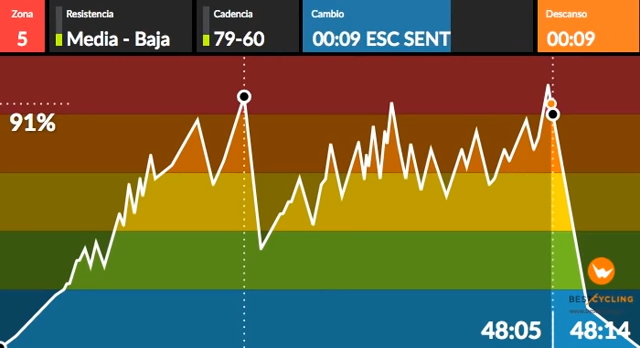 Zona
5
Resistencia
Media - Baja
Cadencia
79-60
Cambio
00:09 ESC SENT
Descanso
00:09
91%
BESTCYCLING
48:05
48:14